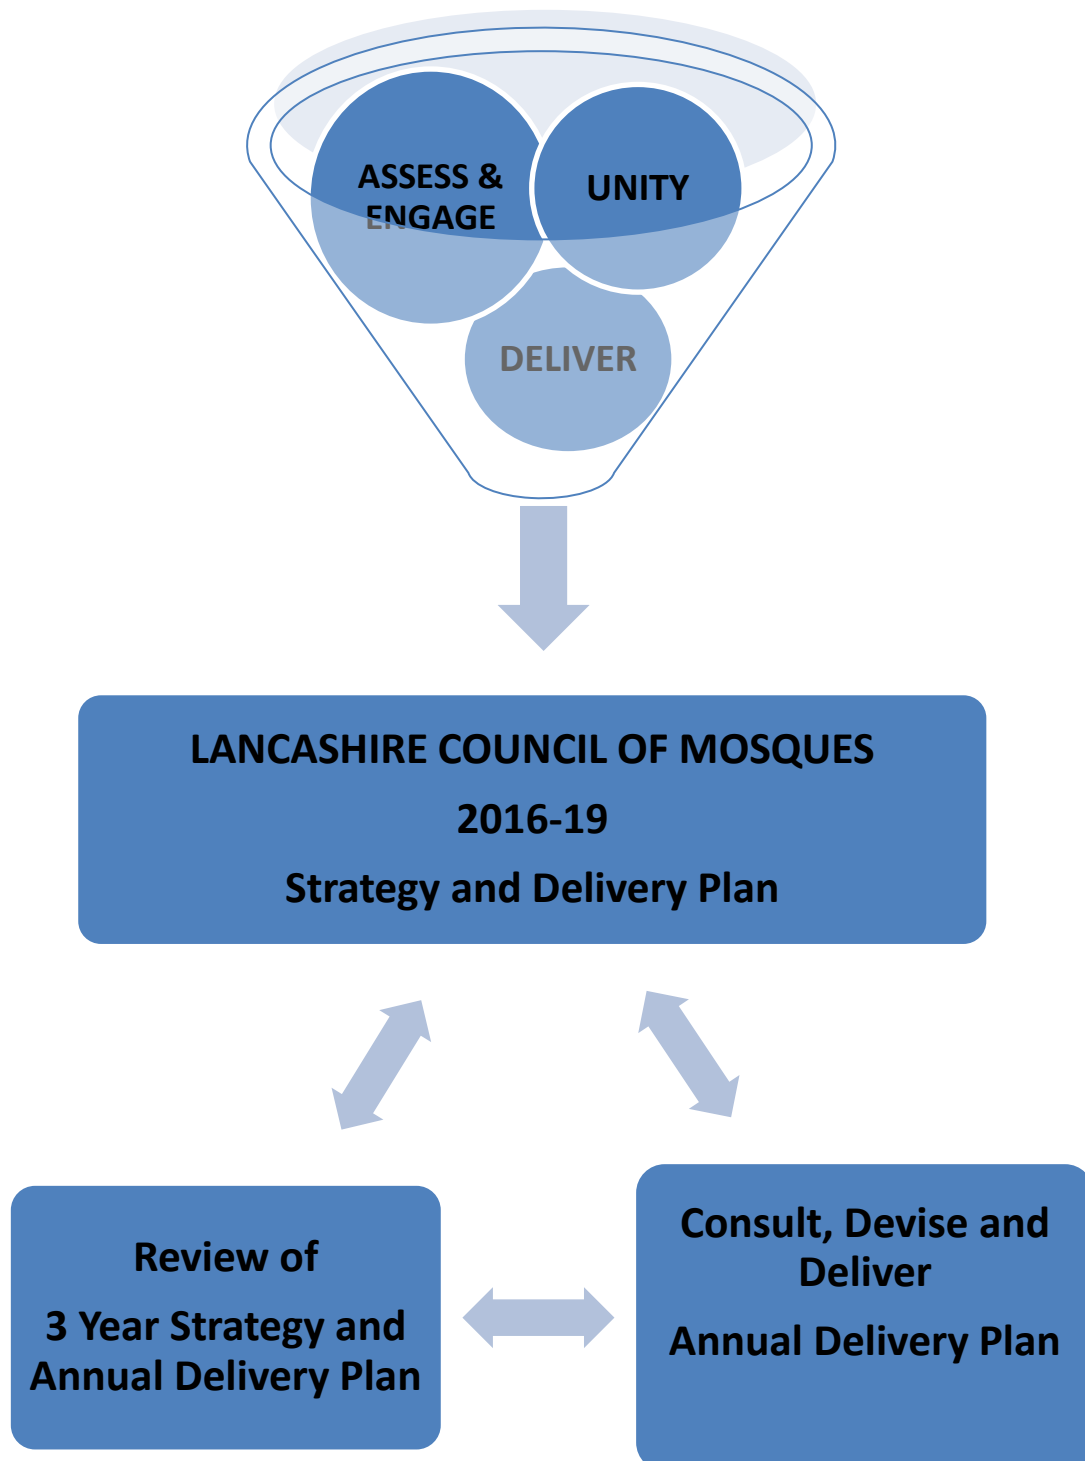 ASSESS &
ENGAGE
UNITY
DELIVER
LANCASHIRE COUNCIL OF MOSQUES
2016-19
Strategy and Delivery Plan
Review of
3 Year Strategy and
Annual Delivery Plan
Consult, Devise and
Deliver
Annual Delivery Plan